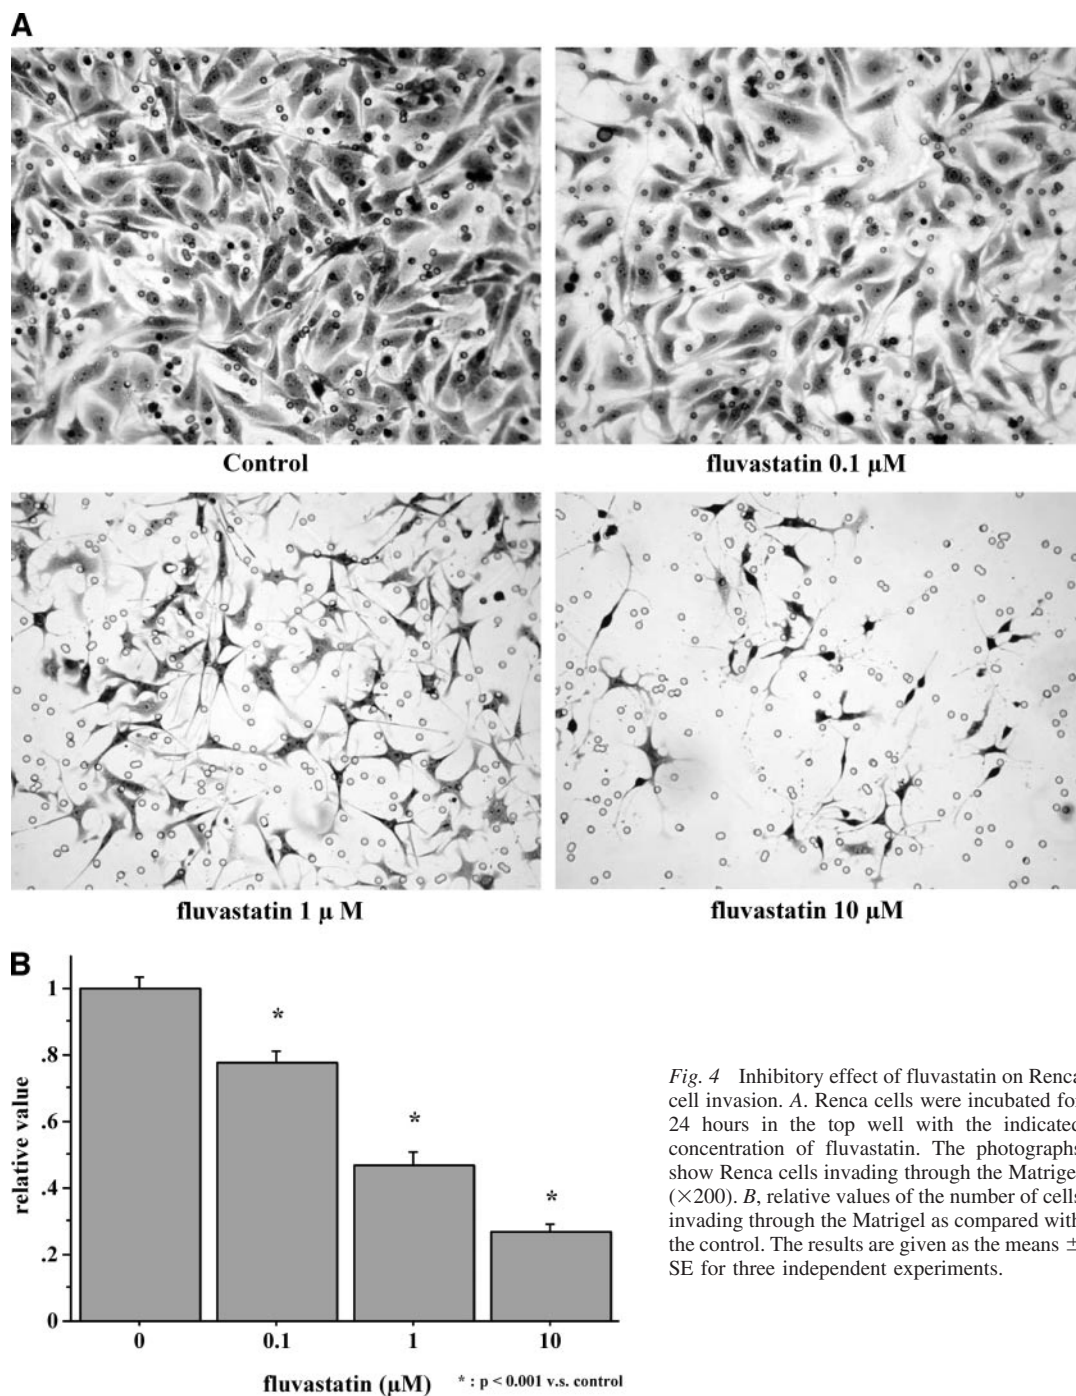 A
Control
fluvastatin 0.1 μM
fluvastatin 1 μ M
fluvastatin 10 μM
B
relative value
1
.8
.6
.4
.2
0
*
*
*
0 0.1 1 10
fluvastatin (μM)
* : p < 0.001 v.s. control
Fig. 4 Inhibitory effect of fluvastatin on Renca
cell invasion. A. Renca cells were incubated for
24 hours in the top well with the indicated
concentration of fluvastatin. The photographs
show Renca cells invading through the Matrige
(×200). B, relative values of the number of cells
invading through the Matrigel as compared with
the control. The results are given as the means ±
SE for three independent experiments.